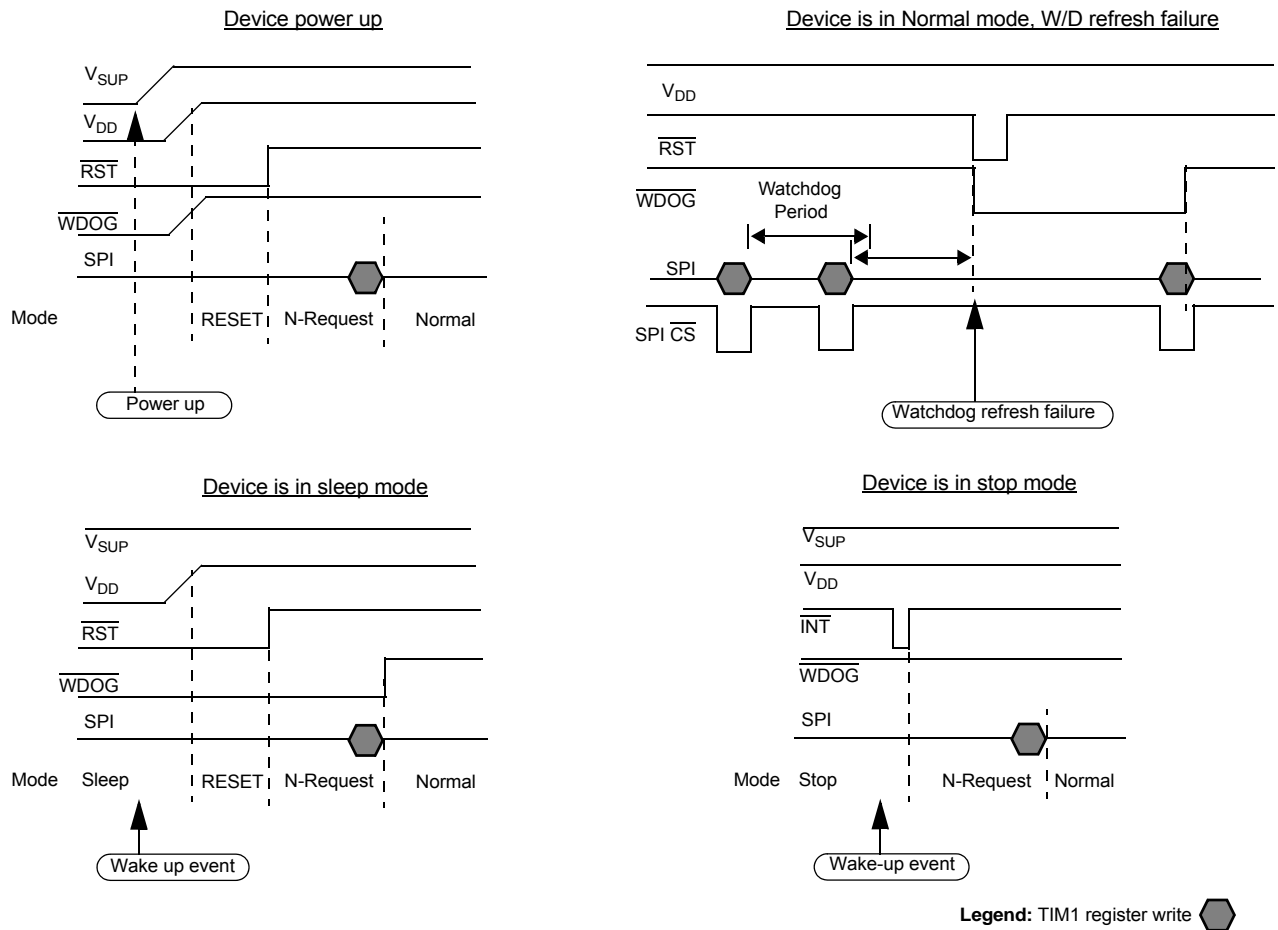 Device power up
VSUP
VDD
RST
WDOG
SPI
Mode RESET N-Request Normal
Power up
Device is in Normal mode, W/D refresh failure
VDD
RST
WDOG
Watchdog
Period
SPI
SPI CS
Watchdog refresh failure
Device is in sleep mode
VSUP
VDD
RST
WDOG
SPI
Mode Sleep RESET N-Request Normal
Wake up event
Device is in stop mode
VSUP
VDD
INT
WDOG
SPI
Mode Stop N-Request Normal
Wake-up event
Legend: TIM1 register write